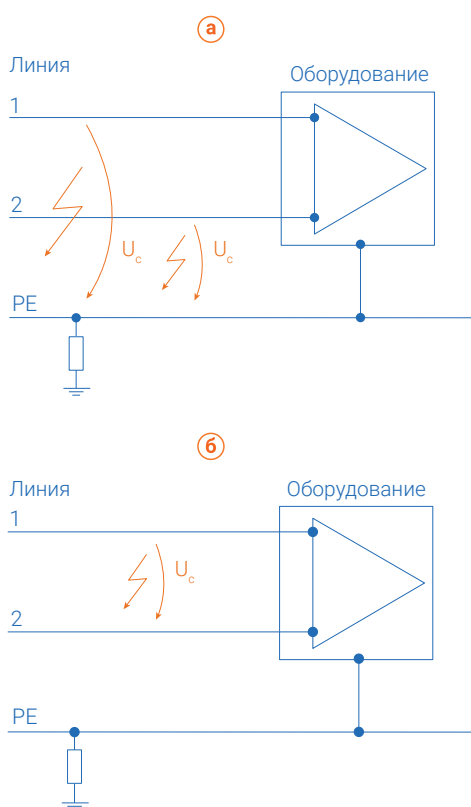 а
Линия
Оборудование
1
2
Uc
Uc
PE
б
Линия
Оборудование
1
Uc
2
PE